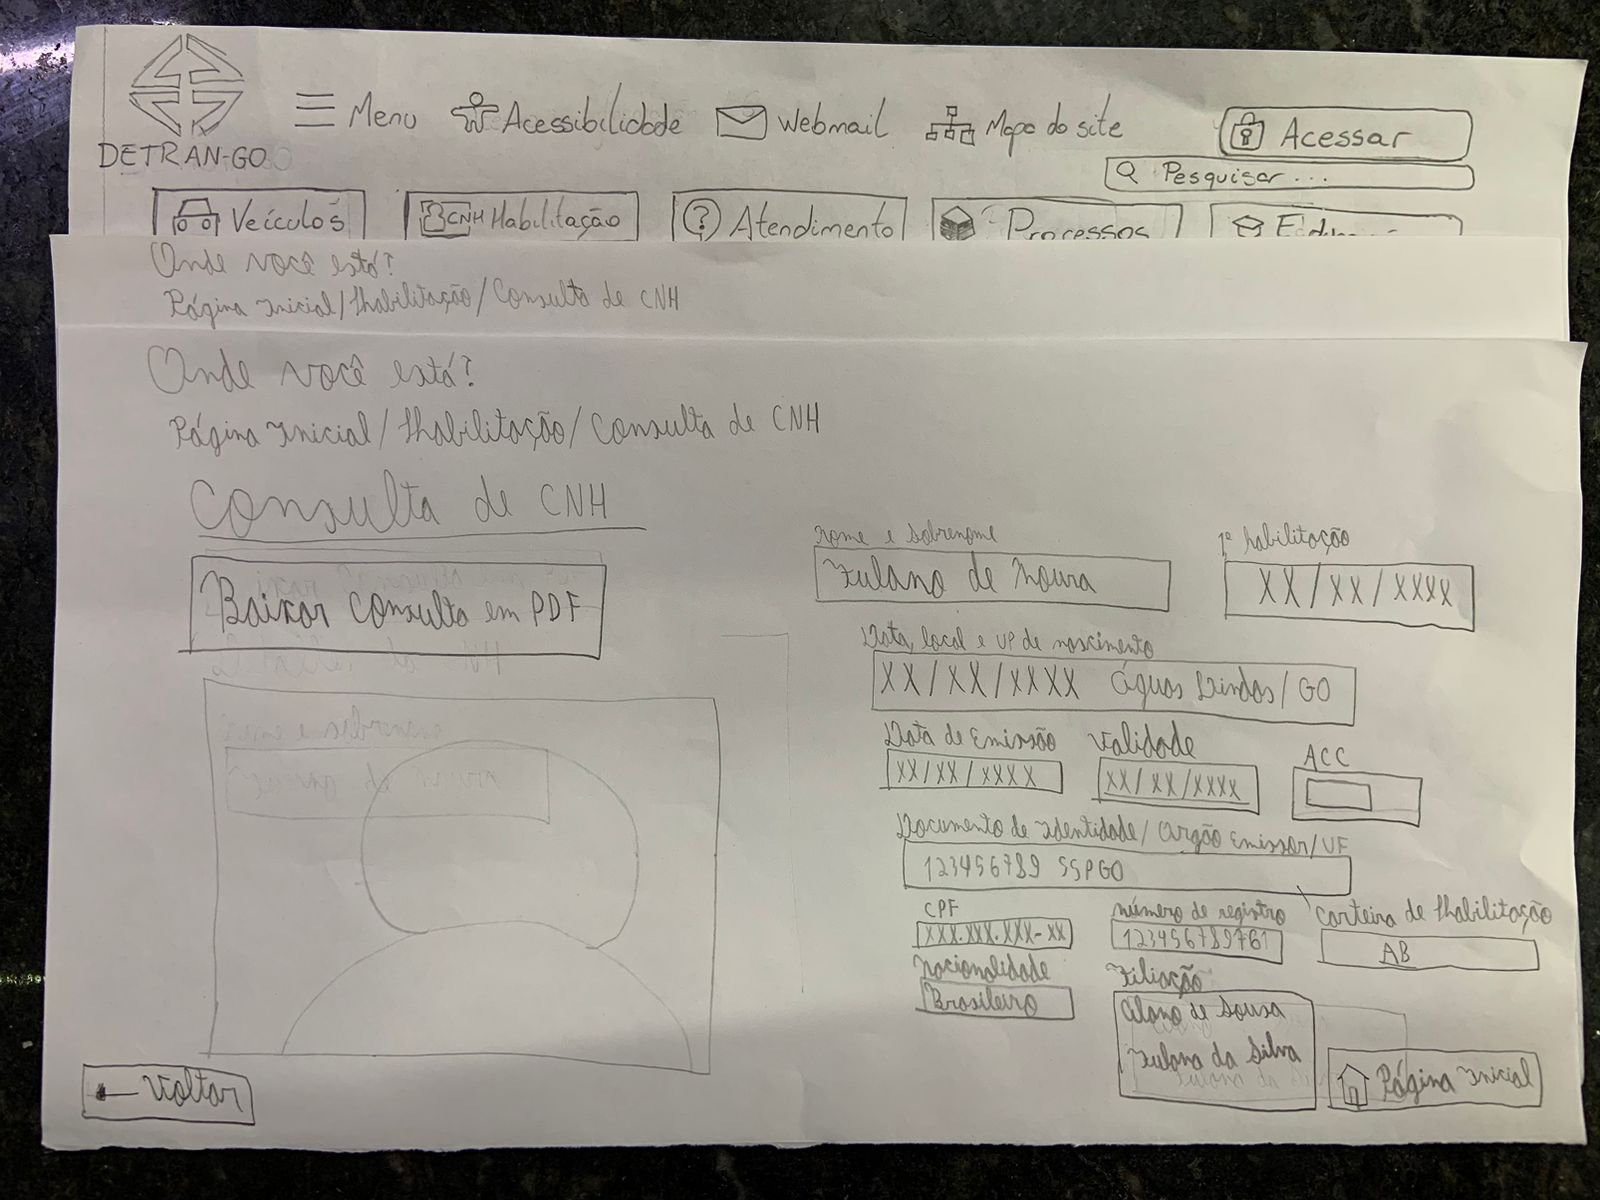 Menu Acessibilidade Webmail Mapa do site Acessar
DETRAN-GO
Pesquisar...
Veículos CNH Habilitação ? Atendimento Processos
Onde você está?
Página Inicial/Habilitação/Consulta de CNH
Onde você está?
Página Inicial/Habilitação/Consulta de CNH
Consulta de CNH
Baixar consulta em PDF
Nome e sobrenome 1º habilitação
Fulano de Moura XX/XX/XXXX
Data, local e UF de nascimento
XX/XX/XXXX Águas Lindas/GO
Data de Emissão Validade ACC
XX/XX/XXXX XX/XX/XXXX
Documento de Identidade/Orgão Emissor/UF
123456789 SSPGO
CPF número de registro carteira de Habilitação
XXX.XXX.XXX-XX 123456789761 AB
Nacionalidade Filiação
Brasileiro
Alano de Sousa
Fulana da Silva
Voltar Página Inicial